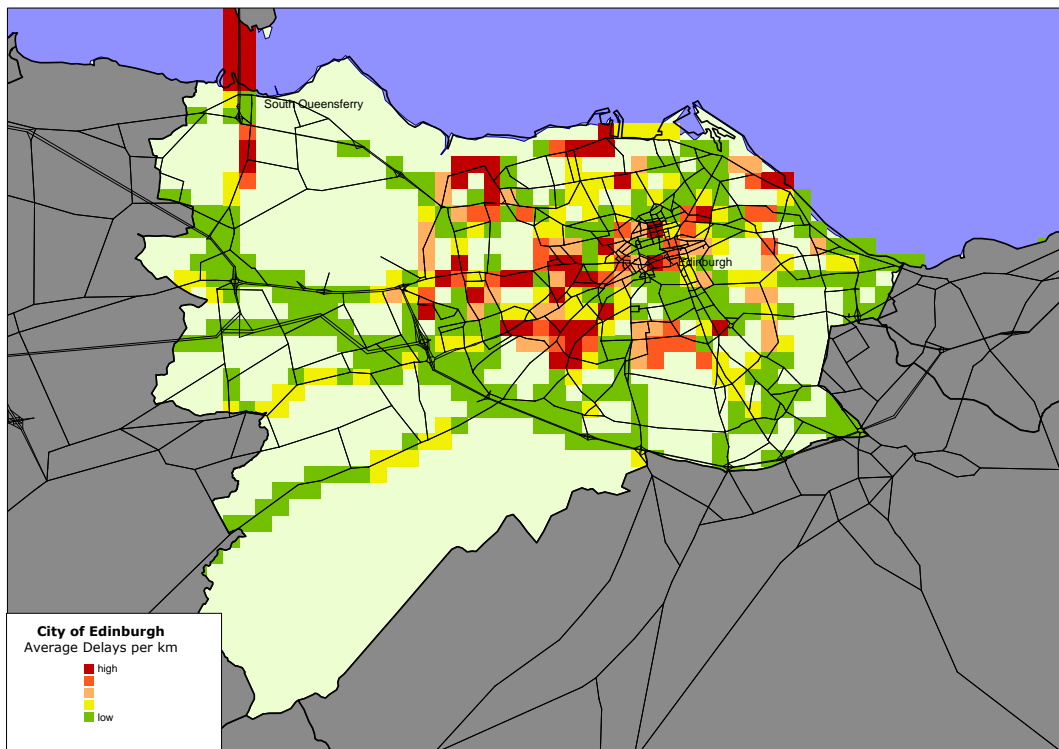 South Queensferry
Edinburgh
City of Edinburgh
Average Delays per km
high
low